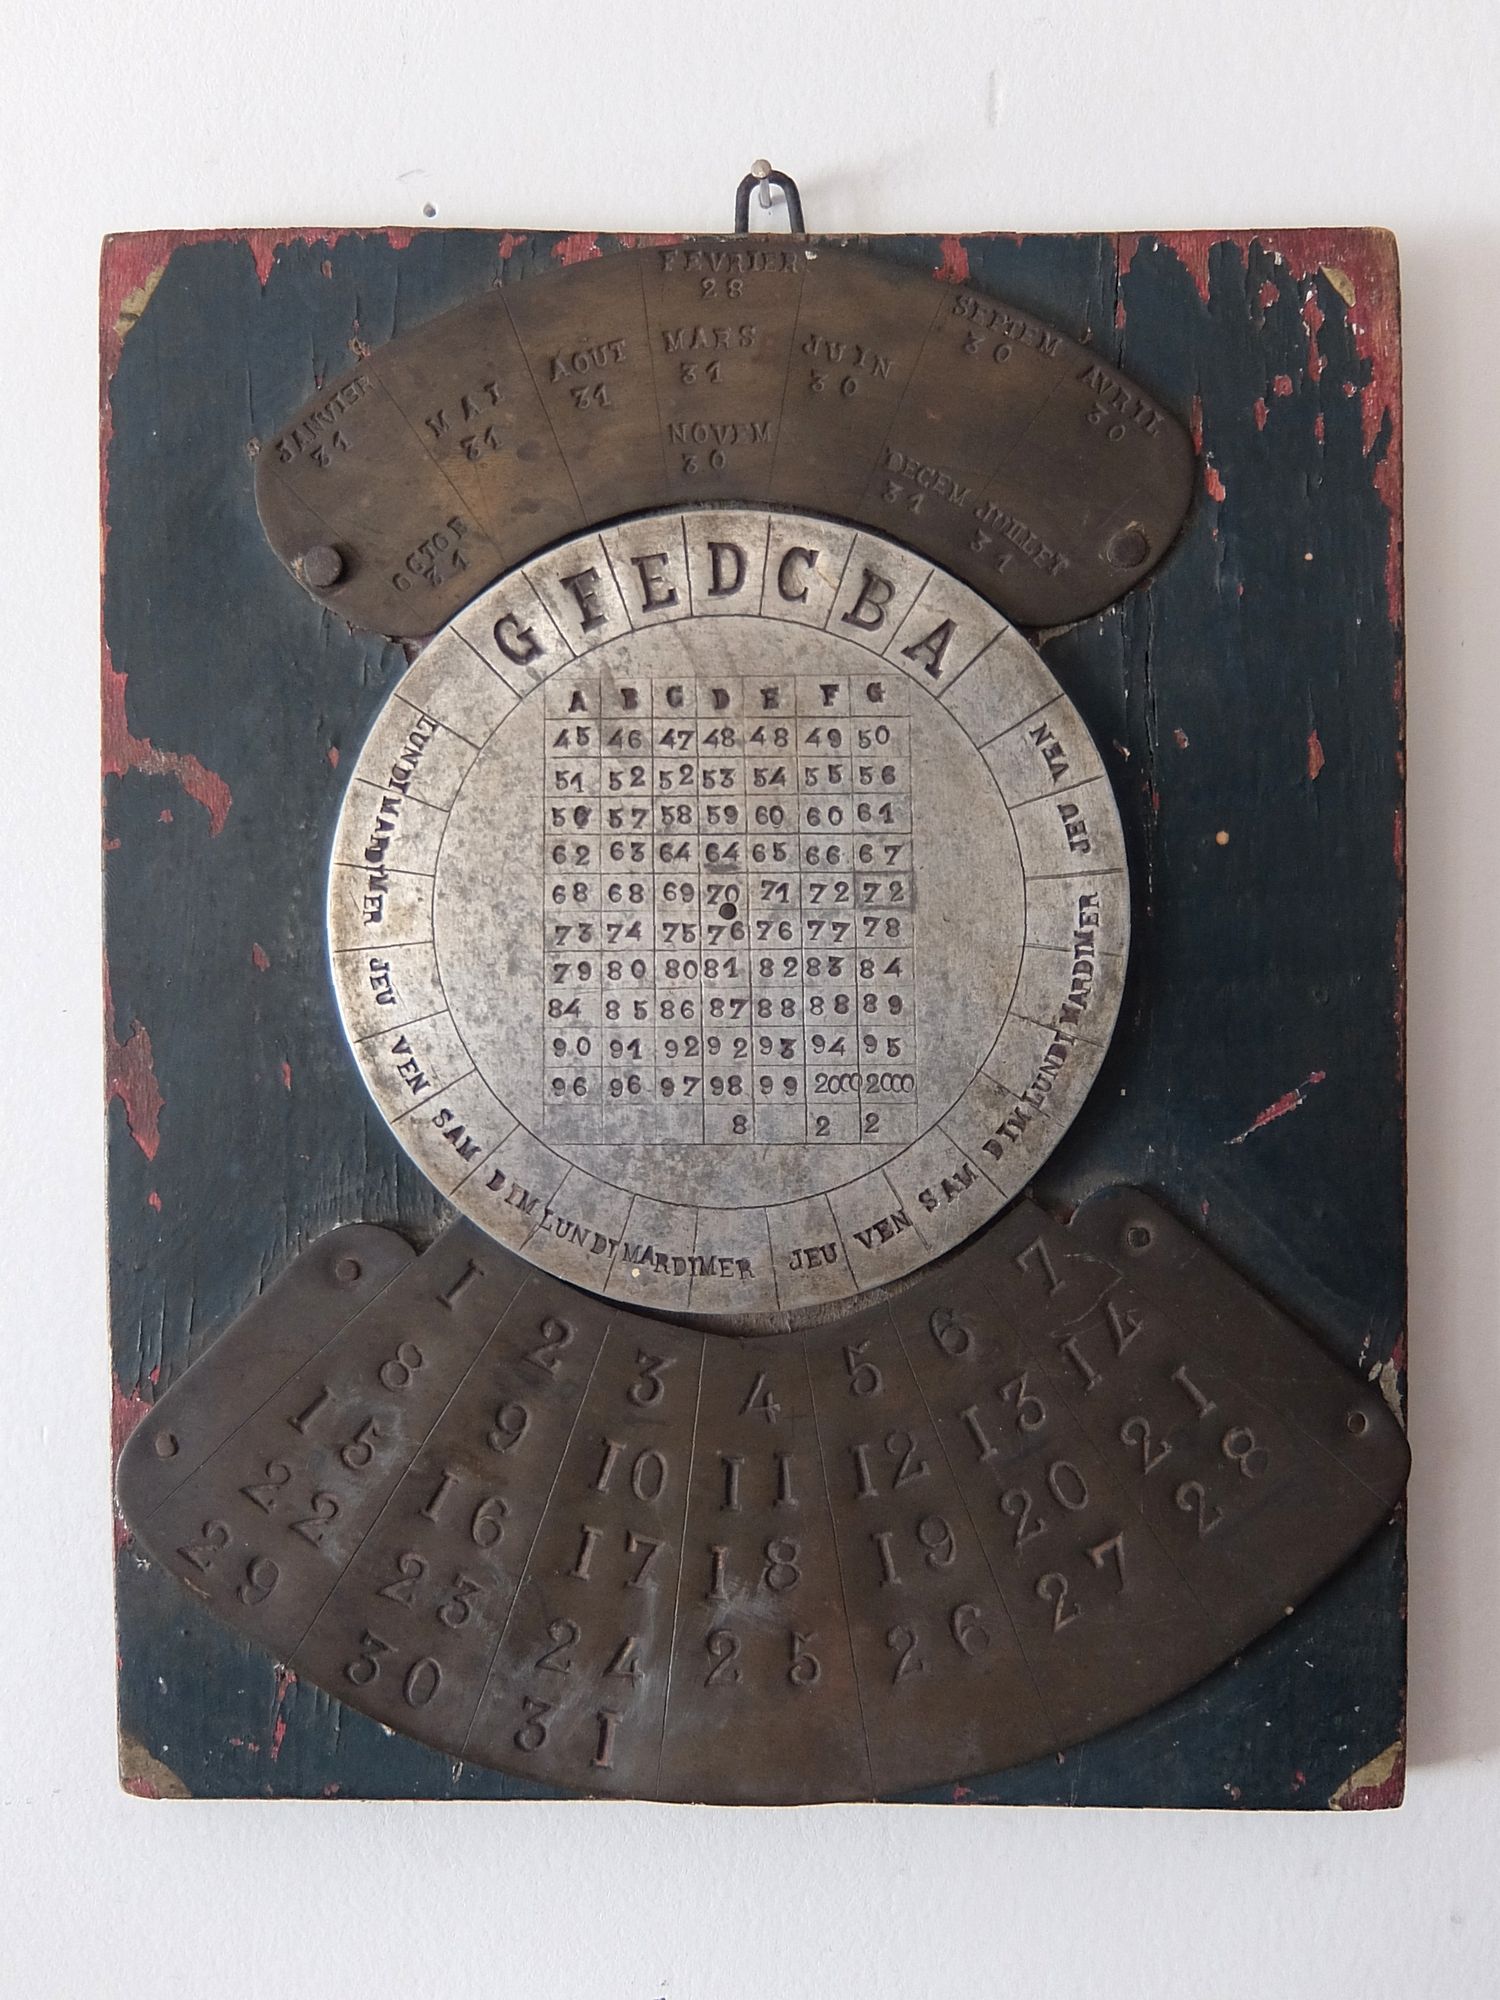 FEVRIER
28
SEPTEM
30
MARS
31
JUIN
30
AOUT
31
JANVIER
31
MAI
31
AVRIL
30
NOVEM
30
DECEM
31
JUILLET
31
OCTOB
31
G F E D C B A
A B C D E F G
45 46 47 48 48 49 50
51 52 52 53 54 55 56
56 57 58 59 60 60 61
62 63 64 64 65 66 67
68 68 69 70 71 72 72
73 74 75 76 76 77 78
79 80 80 81 82 83 84
84 85 86 87 88 88 89
90 91 92 92 93 94 95
96 96 97 98 99 2000 2000
8 2 2
LUNDI MARDI MER JEU VEN SAM DIM LUNDI MARDI MER JEU VEN SAM DIM LUNDI MARDI MER JEU VEN
1 2 3 4 5 6 7
8 9 10 11 12 13 14
15 16 17 18 19 20 21
22 23 24 25 26 27 28
29 30 31